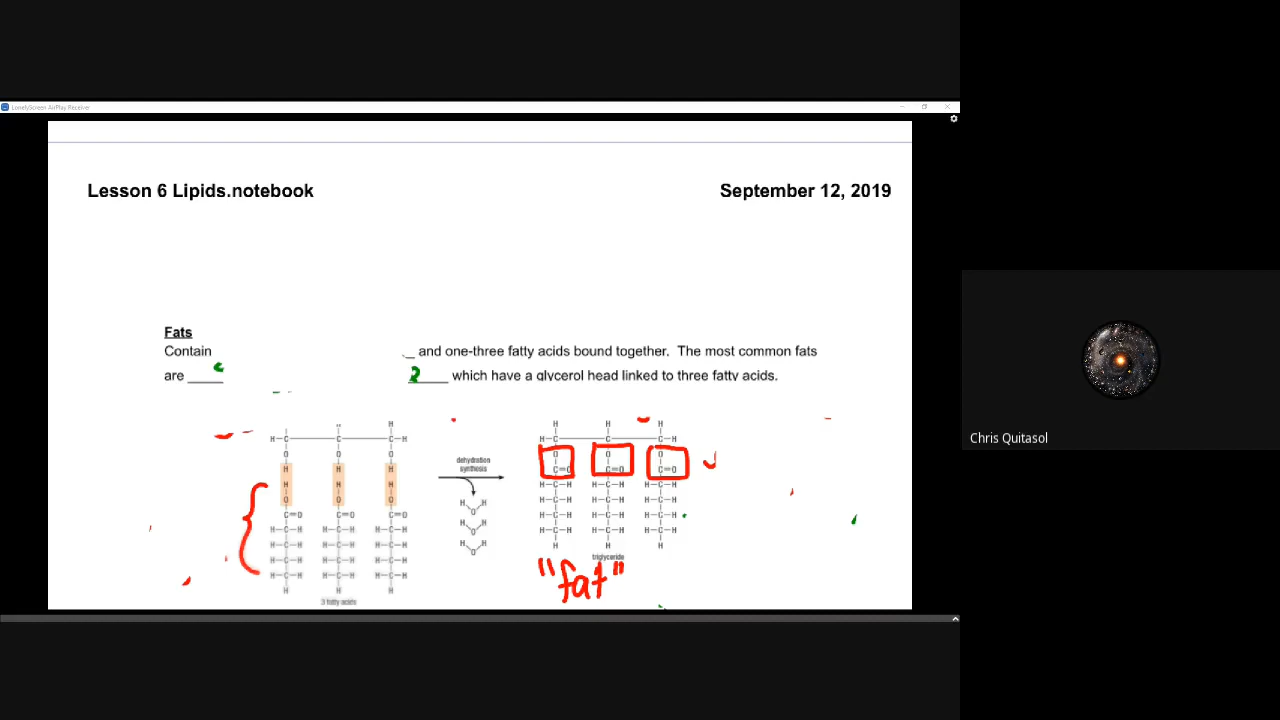 LonelyScreen AirPlay Receiver
Lesson 6 Lipids.notebook September 12, 2019
Fats
Contain _ and one-three fatty acids bound together. The most common fats
are _____ _____ which have a glycerol head linked to three fatty acids.
H H H
H-C C C-H H-C C C-H
O O O dehydration O O O
H H H synthesis C=O C=O C=O
H H H H-C-H H-C-H H-C-H
O O O H H H-C-H H-C-H H-C-H
C=O C=O C=O O H-C-H H-C-H H-C-H
H-C-H H-C-H H-C-H H H H-C-H H-C-H H-C-H
H-C-H H-C-H H-C-H O H H H
H-C-H H-C-H H-C-H H H triglyceride
H-C-H H-C-H H-C-H O "fat"
H H H
3 fatty acids
Chris Quitasol